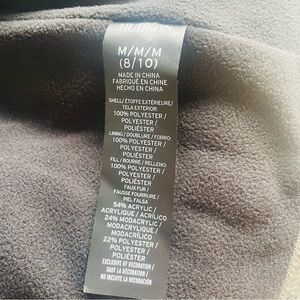 M/M/M
(8/10)
MADE IN CHINA
FABRIQUÉ EN CHINE
HECHO EN CHINA
SHELL/ ÉTOFFE EXTÉRIEURE/
TELA EXTERIOR:
100% POLYESTER /
POLYESTER /
POLIÉSTER
LINING / DOUBLURE / FORRO:
100% POLYESTER /
POLYESTER /
POLIÉSTER
FILL / BOURRE / RELLENO:
100% POLYESTER /
POLYESTER /
POLIÉSTER
FAUX FUR /
FAUSSE FOURRURE /
PIEL FALSA
54% ACRYLIC /
ACRYLIQUE / ACRÍLICO
24% MODACRYLIC /
MODACRYLIQUE /
MODACRÍLICO
22% POLYESTER /
POLYESTER /
POLIÉSTER
EXCLUSIVE OF DECORATION /
SAUF LA DÉCORATION /
NO INCLUYE LA DECORACIÓN